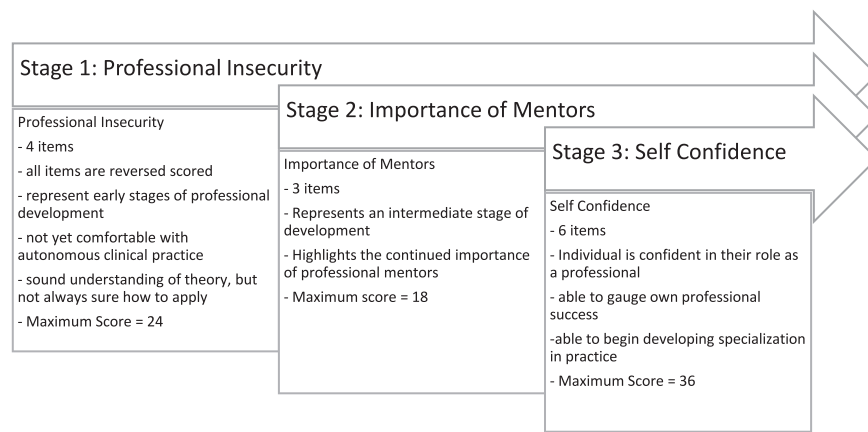 Stage 1: Professional Insecurity
Professional Insecurity
- 4 items
- all items are reversed scored
- represent early stages of professional
development
- not yet comfortable with
autonomous clinical practice
- sound understanding of theory, but
not always sure how to apply
- Maximum Score = 24
Stage 2: Importance of Mentors
Importance of Mentors
- 3 items
- Represents an intermediate stage of
development
- Highlights the continued importance
of professional mentors
- Maximum score = 18
Stage 3: Self Confidence
Self Confidence
- 6 items
- Individual is confident in their role as
a professional
- able to gauge own professional
success
-able to begin developing specialization
in practice
- Maximum Score = 36